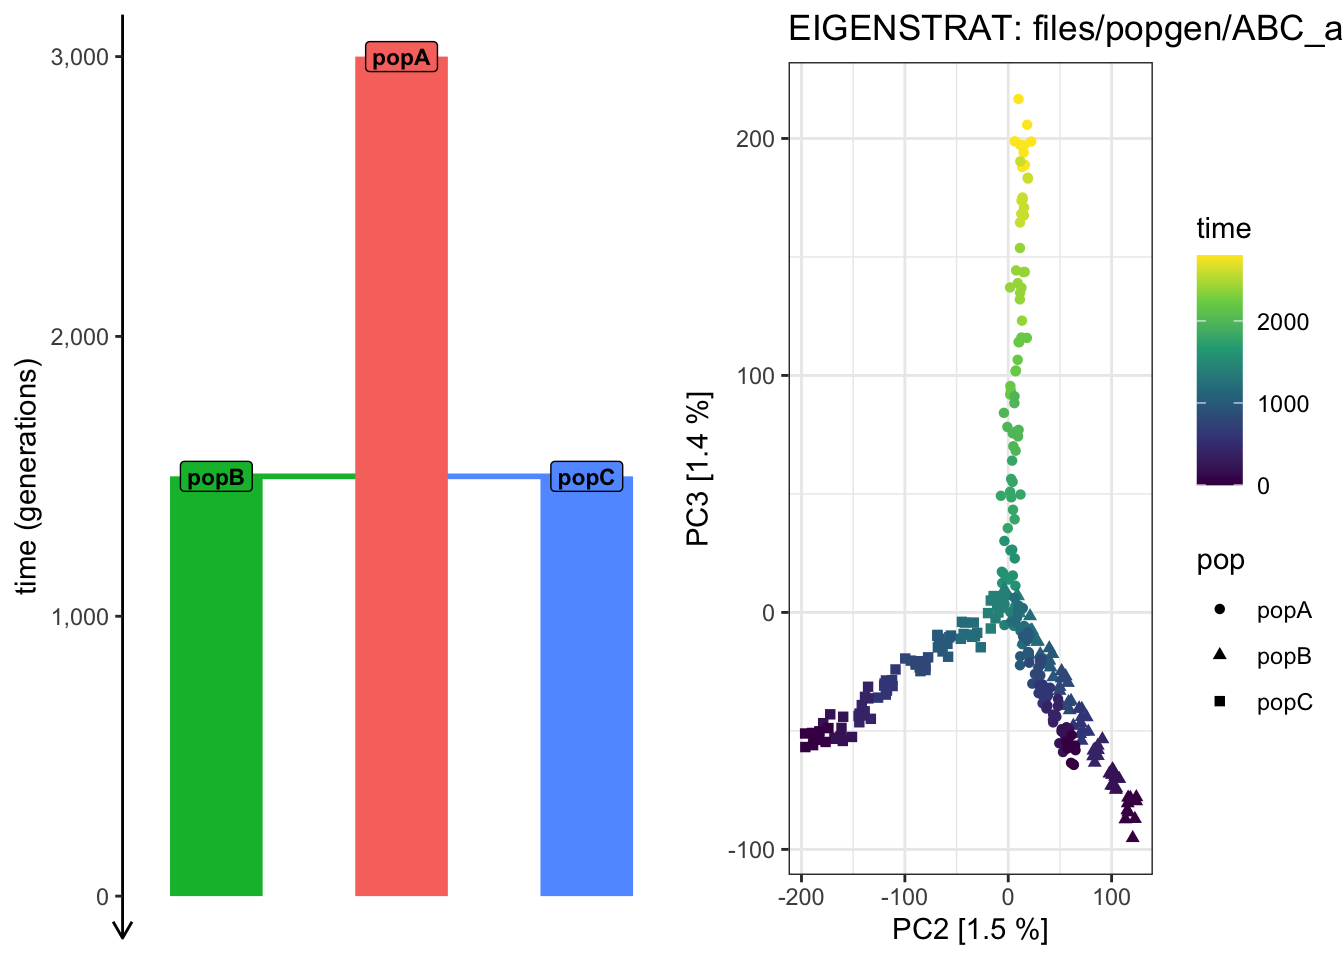 time (generations)
3,000
2,000
1,000
0
popA
popB
popC
EIGENSTRAT: files/popgen/ABC_a
PC3 [1.4 %]
200
100
0
-100
-200
-100
0
100
PC2 [1.5 %]
time
2000
1000
0
pop
popA
popB
popC